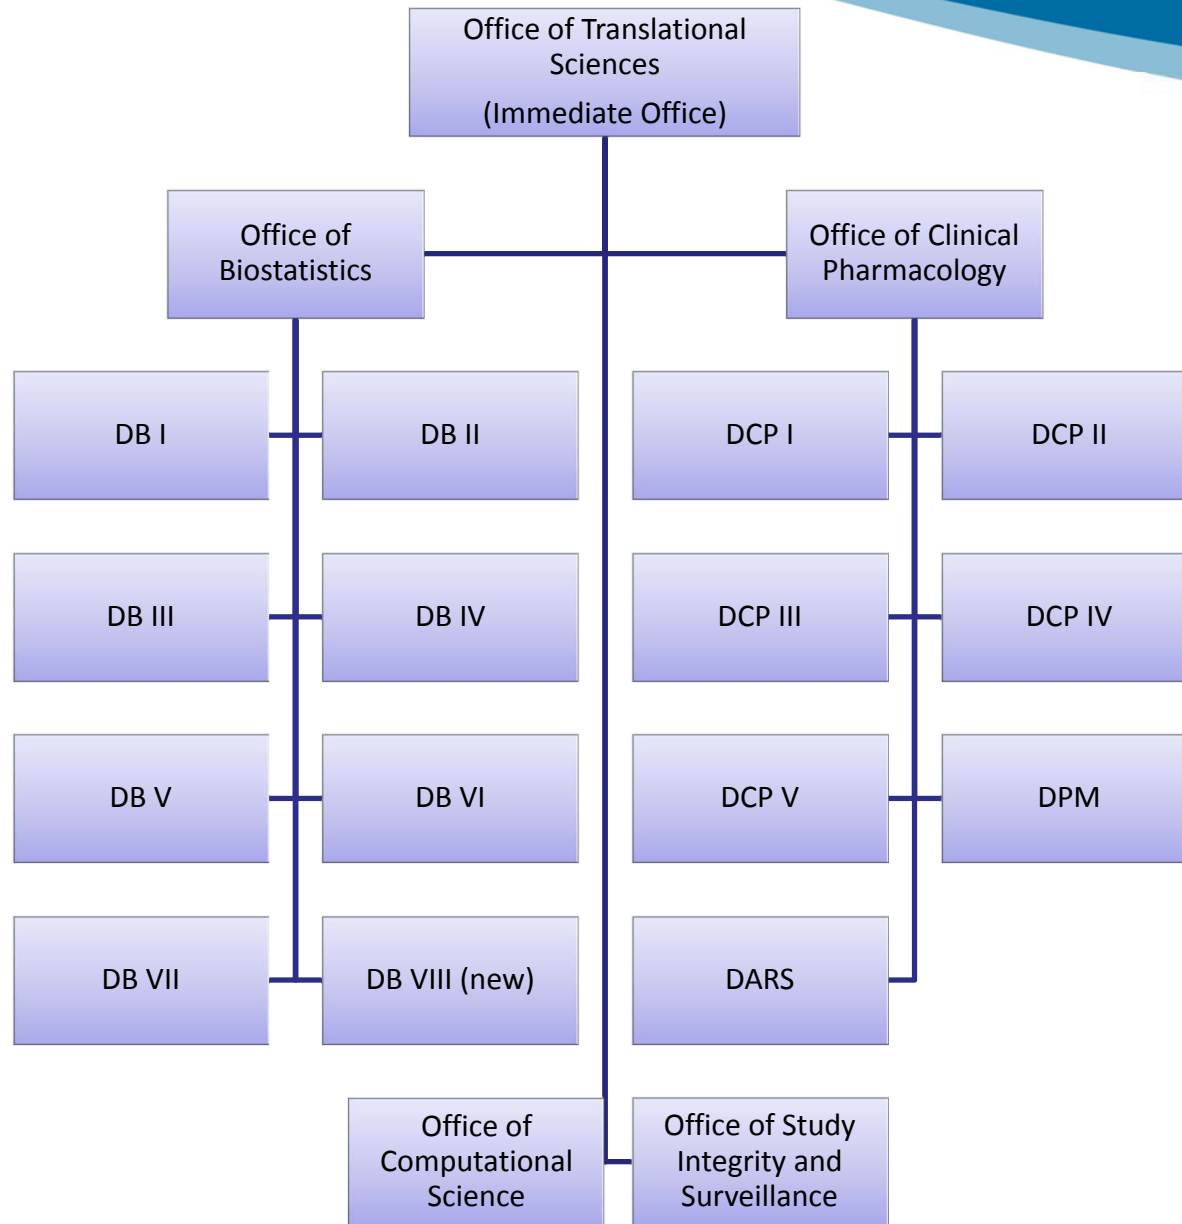 Office of Translational
Sciences
(Immediate Office)
Office of
Biostatistics
Office of Clinical
Pharmacology
DB I
DB II
DCP I
DCP II
DB III
DB IV
DCP III
DCP IV
DB V
DB VI
DCP V
DPM
DB VII
DB VIII (new)
DARS
Office of
Computational
Science
Office of Study
Integrity and
Surveillance